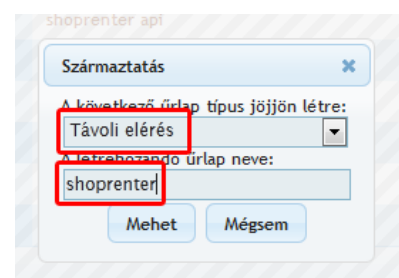 shoprenter api
Származtatás
A következő űrlap típus jöjjön létre:
Távoli elérés
A létrehozandó űrlap neve:
shoprenter
Mehet Mégsem